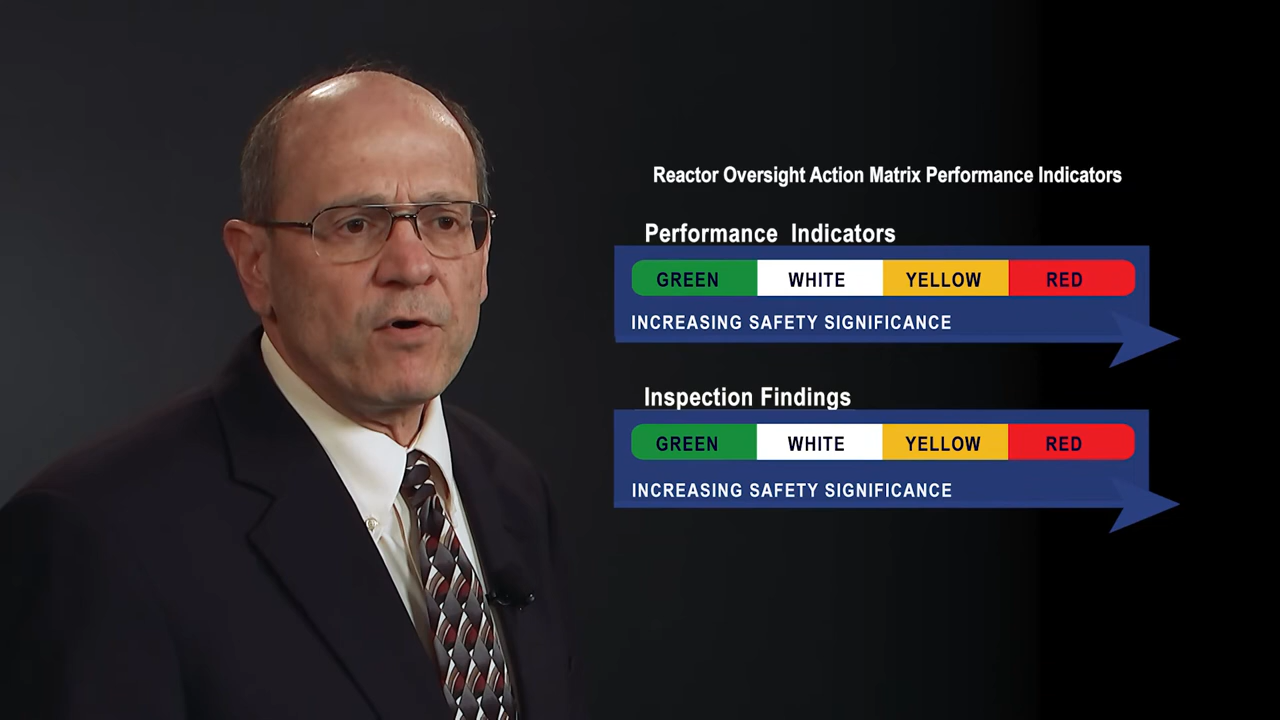 Reactor Oversight Action Matrix Performance Indicators
Performance Indicators
GREEN WHITE YELLOW RED
INCREASING SAFETY SIGNIFICANCE
Inspection Findings
GREEN WHITE YELLOW RED
INCREASING SAFETY SIGNIFICANCE